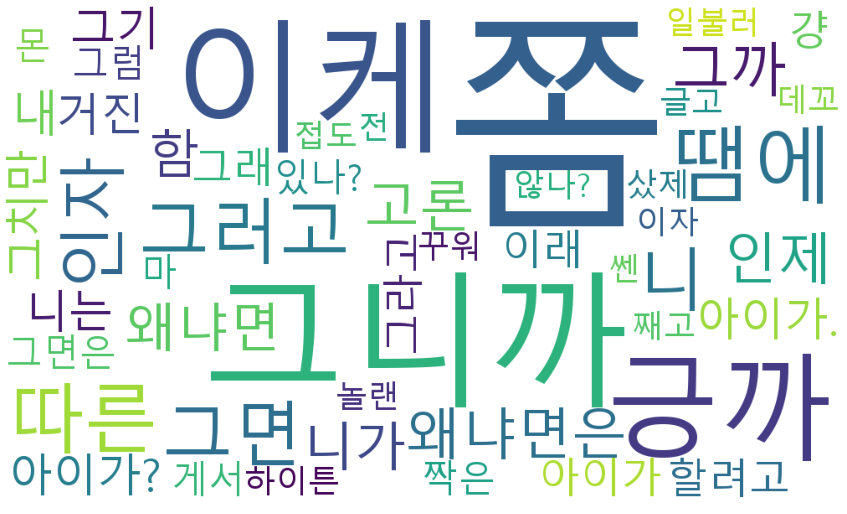 이케
쫌
그니까
긍까
땜에
그러고
인자
따른
그면
왜냐면은
왜냐면
고론
인제
니
니가
니는
그까
그기
그럼
몬
내
거진
함
그래
있나?
접도
전
그치만
마
그면은
아이가?
게서
하이튼
놀랜
짝은
아이가
할려고
아이가.
째고
쎈
이래
꾸워
그라고
않나?
샀제
이자
글고
데꼬
걍
일불러